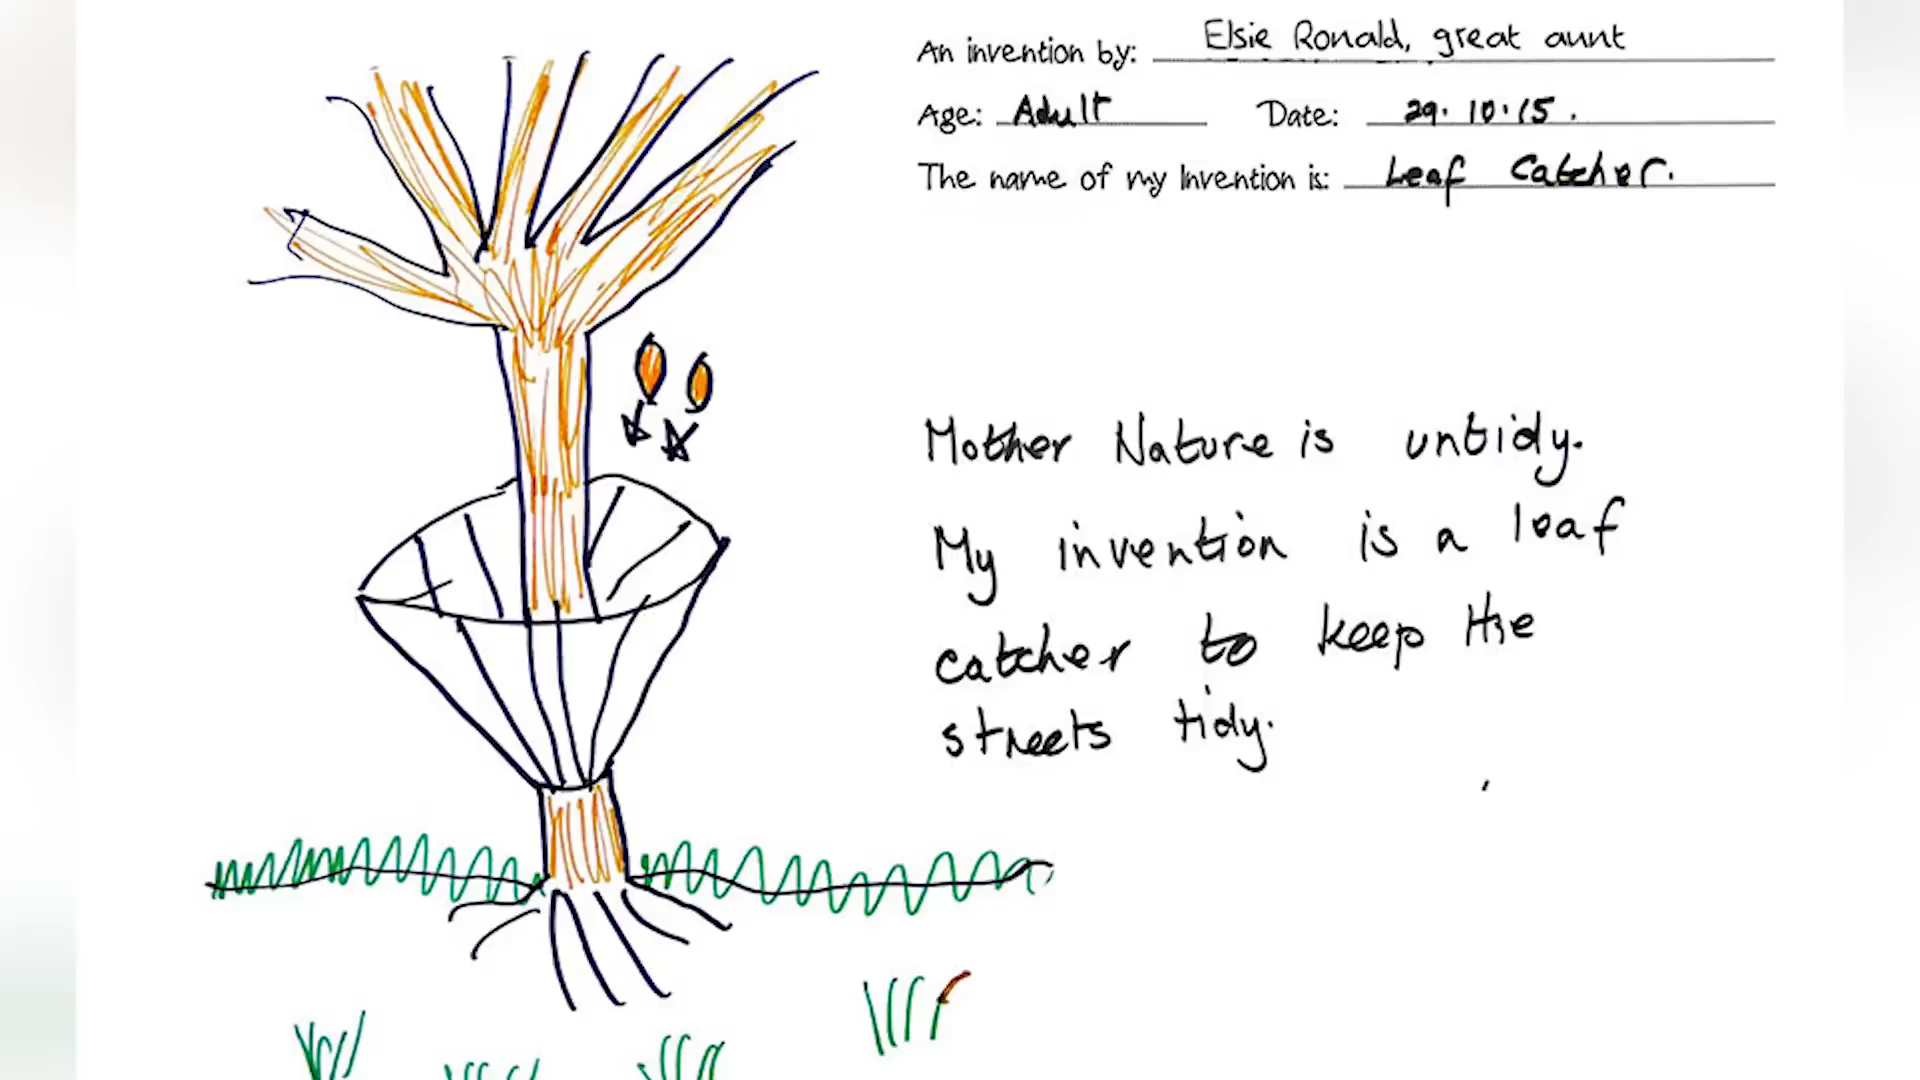 An invention by: Elsie Ronald, great aunt
Age: Adult Date: 29.10.15.
The name of my Invention is: Leaf Catcher.
Mother Nature is untidy.
My invention is a leaf
catcher to keep the
streets tidy.